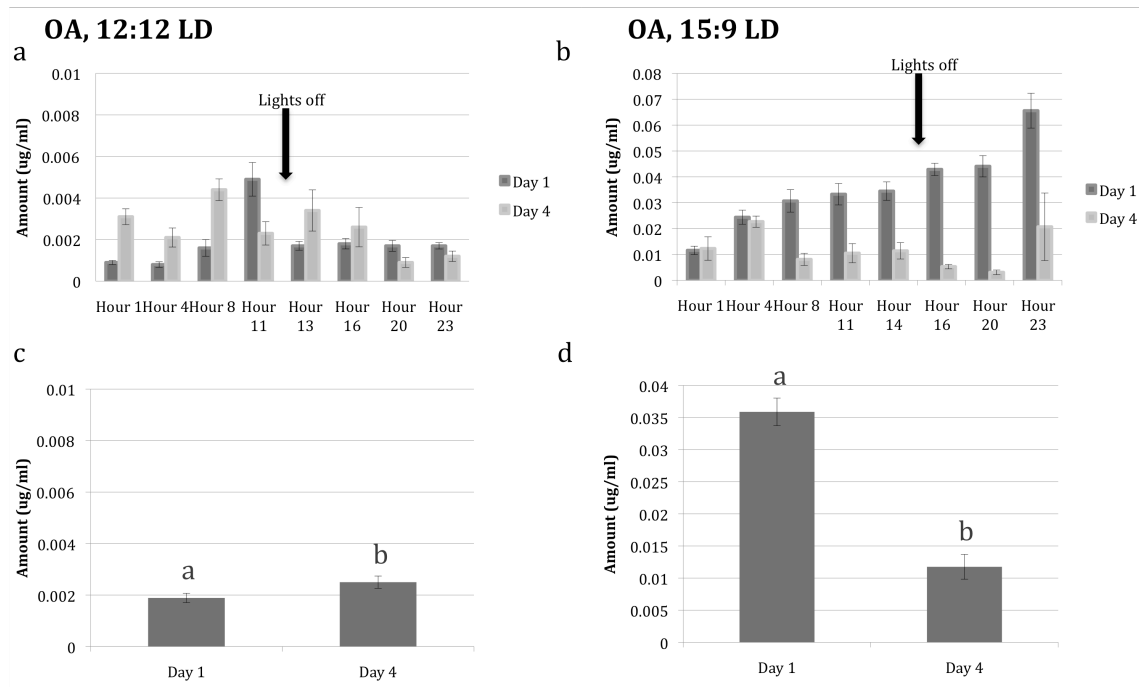 OA, 12:12 LD
a
0.01
0.008
0.006
0.004
0.002
0
Amount (ug/ml)
Lights off
Hour 1 Hour 4 Hour 8 Hour 11 Hour 13 Hour 16 Hour 20 Hour 23
Day 1
Day 4
OA, 15:9 LD
b
0.08
0.07
0.06
0.05
0.04
0.03
0.02
0.01
0
Amount (ug/ml)
Lights off
Hour 1 Hour 4 Hour 8 Hour 11 Hour 14 Hour 16 Hour 20 Hour 23
Day 1
Day 4
c
0.01
0.008
0.006
0.004
0.002
0
Amount (ug/ml)
a
b
Day 1 Day 4
d
0.04
0.035
0.03
0.025
0.02
0.015
0.01
0.005
0
Amount (ug/ml)
a
b
Day 1 Day 4